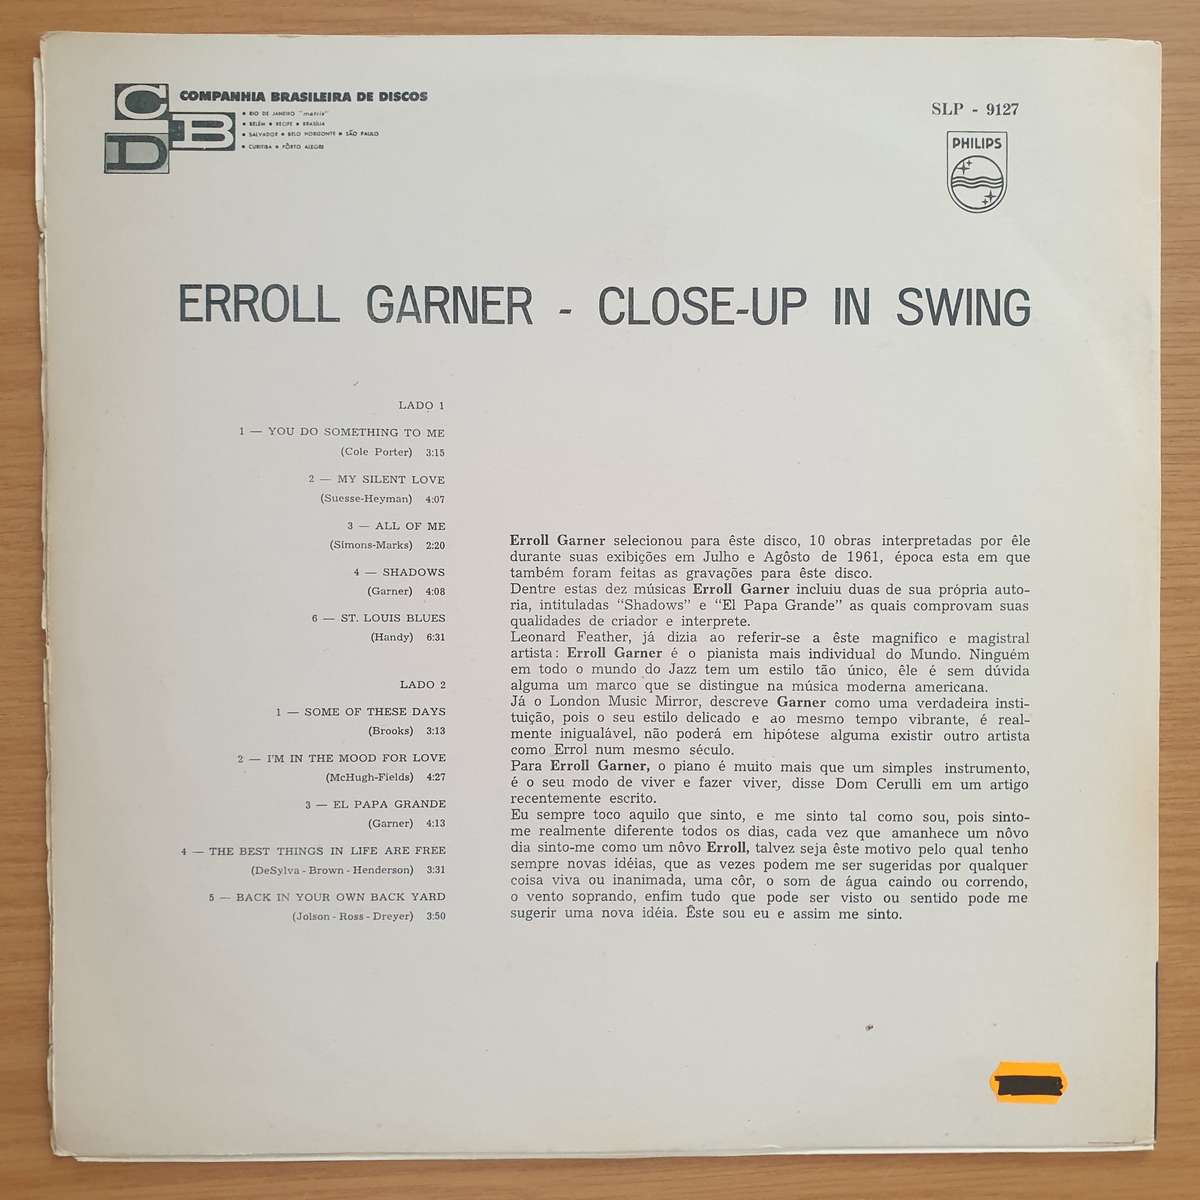 CBD
COMPANHIA BRASILEIRA DE DISCOS
• RIO DE JANEIRO "matriz"
• BELÉM • RECIFE • BRASÍLIA
• SALVADOR • BELO HORIZONTE • SÃO PAULO
• CURITIBA • PÔRTO ALEGRE
SLP - 9127
PHILIPS
ERROLL GARNER - CLOSE-UP IN SWING
LADO 1
1 — YOU DO SOMETHING TO ME
(Cole Porter) 3:15
2 — MY SILENT LOVE
(Suesse-Heyman) 4:07
3 — ALL OF ME
(Simons-Marks) 2:20
4 — SHADOWS
(Garner) 4:08
6 — ST. LOUIS BLUES
(Handy) 6:31
LADO 2
1 — SOME OF THESE DAYS
(Brooks) 3:13
2 — I'M IN THE MOOD FOR LOVE
(McHugh-Fields) 4:27
3 — EL PAPA GRANDE
(Garner) 4:13
4 — THE BEST THINGS IN LIFE ARE FREE
(DeSylva - Brown - Henderson) 3:31
5 — BACK IN YOUR OWN BACK YARD
(Jolson - Ross - Dreyer) 3:50
Erroll Garner selecionou para êste disco, 10 obras interpretadas por êle
durante suas exibições em Julho e Agôsto de 1961, época esta em que
também foram feitas as gravações para êste disco.
Dentre estas dez músicas Erroll Garner incluiu duas de sua própria auto-
ria, intituladas "Shadows" e "El Papa Grande" as quais comprovam suas
qualidades de criador e interprete.
Leonard Feather, já dizia ao referir-se a êste magnifico e magistral
artista: Erroll Garner é o pianista mais individual do Mundo. Ninguém
em todo o mundo do Jazz tem um estilo tão único, êle é sem dúvida
alguma um marco que se distingue na música moderna americana.
Já o London Music Mirror, descreve Garner como uma verdadeira insti-
tuição, pois o seu estilo delicado e ao mesmo tempo vibrante, é real-
mente inigualável, não poderá em hipótese alguma existir outro artista
como Errol num mesmo século.
Para Erroll Garner, o piano é muito mais que um simples instrumento,
é o seu modo de viver e fazer viver, disse Dom Cerulli em um artigo
recentemente escrito.
Eu sempre toco aquilo que sinto, e me sinto tal como sou, pois sinto-
me realmente diferente todos os dias, cada vez que amanhece um nôvo
dia sinto-me como um nôvo Erroll, talvez seja êste motivo pelo qual tenho
sempre novas idéias, que as vezes podem me ser sugeridas por qualquer
coisa viva ou inanimada, uma côr, o som de água caindo ou correndo,
o vento soprando, enfim tudo que pode ser visto ou sentido pode me
sugerir uma nova idéia. Êste sou eu e assim me sinto.